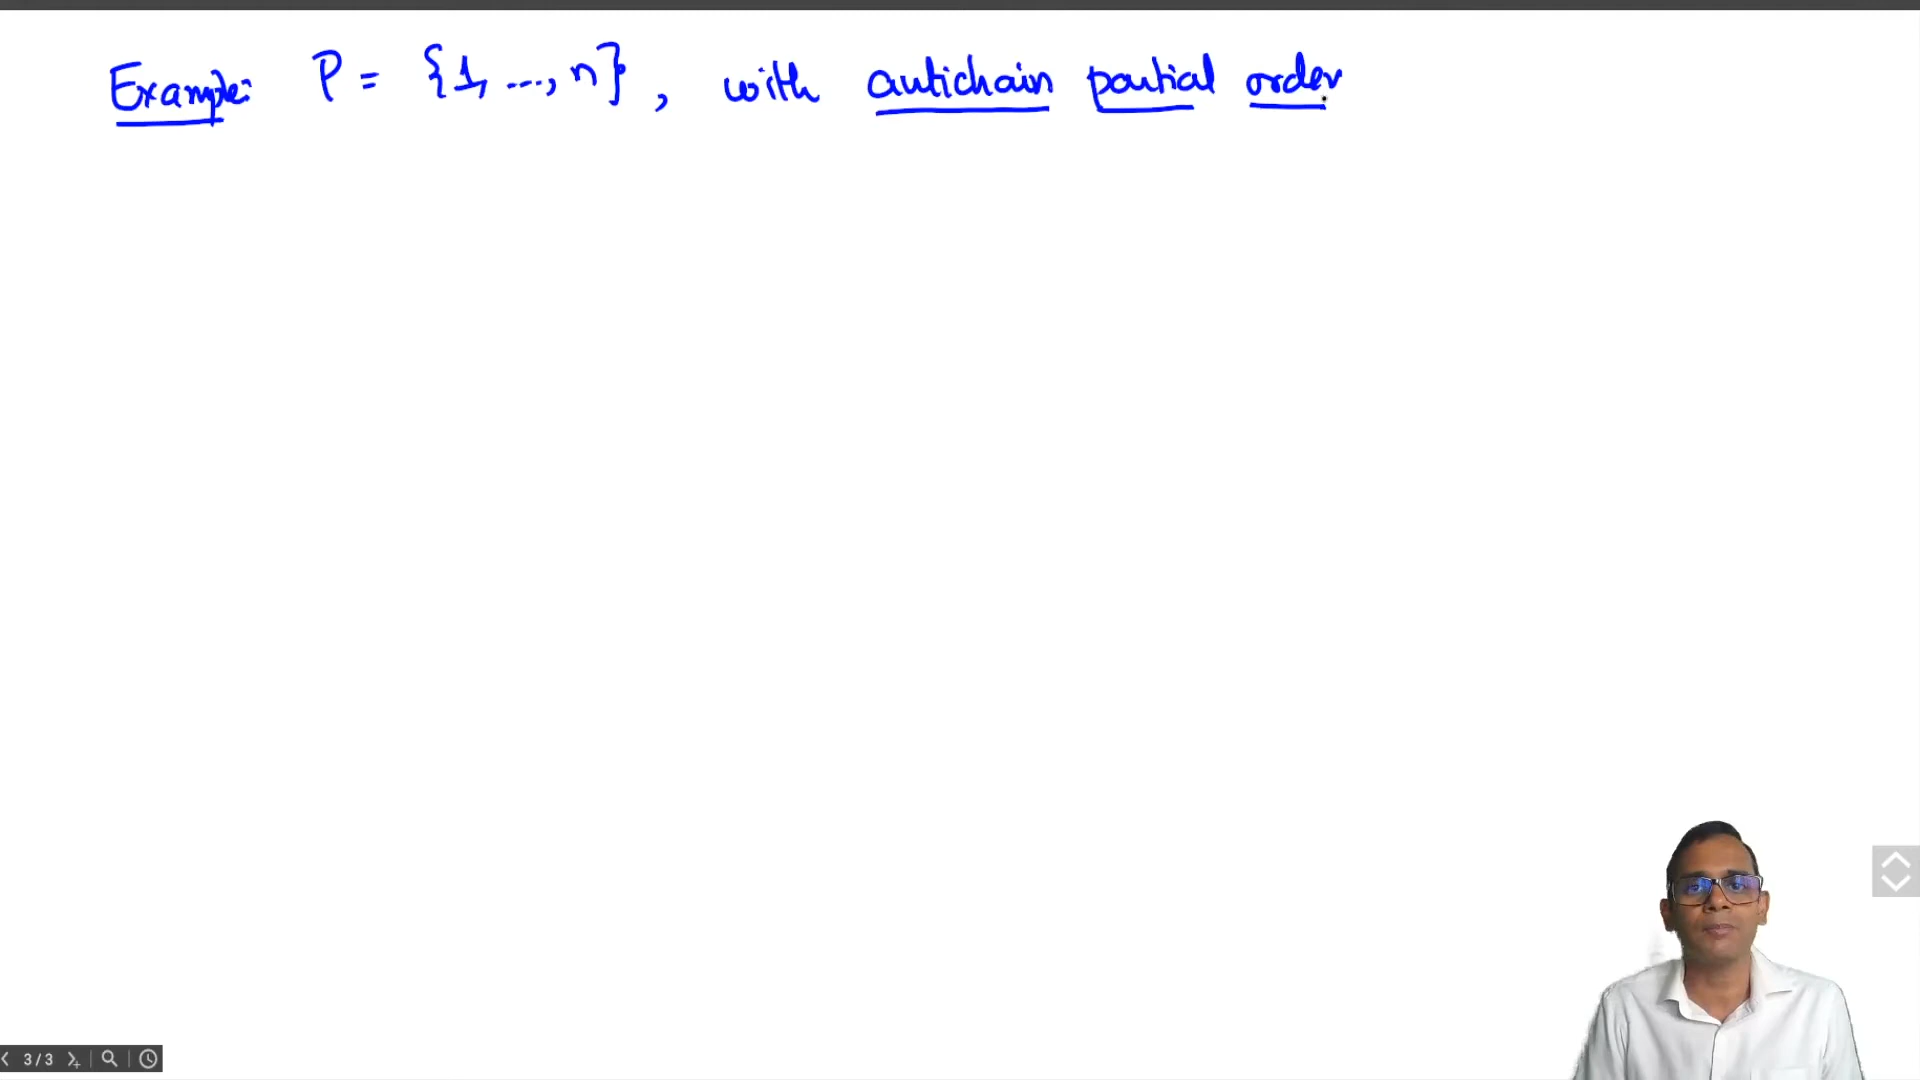 Example: P = {1, ..., n}, with antichain partial order
3/3